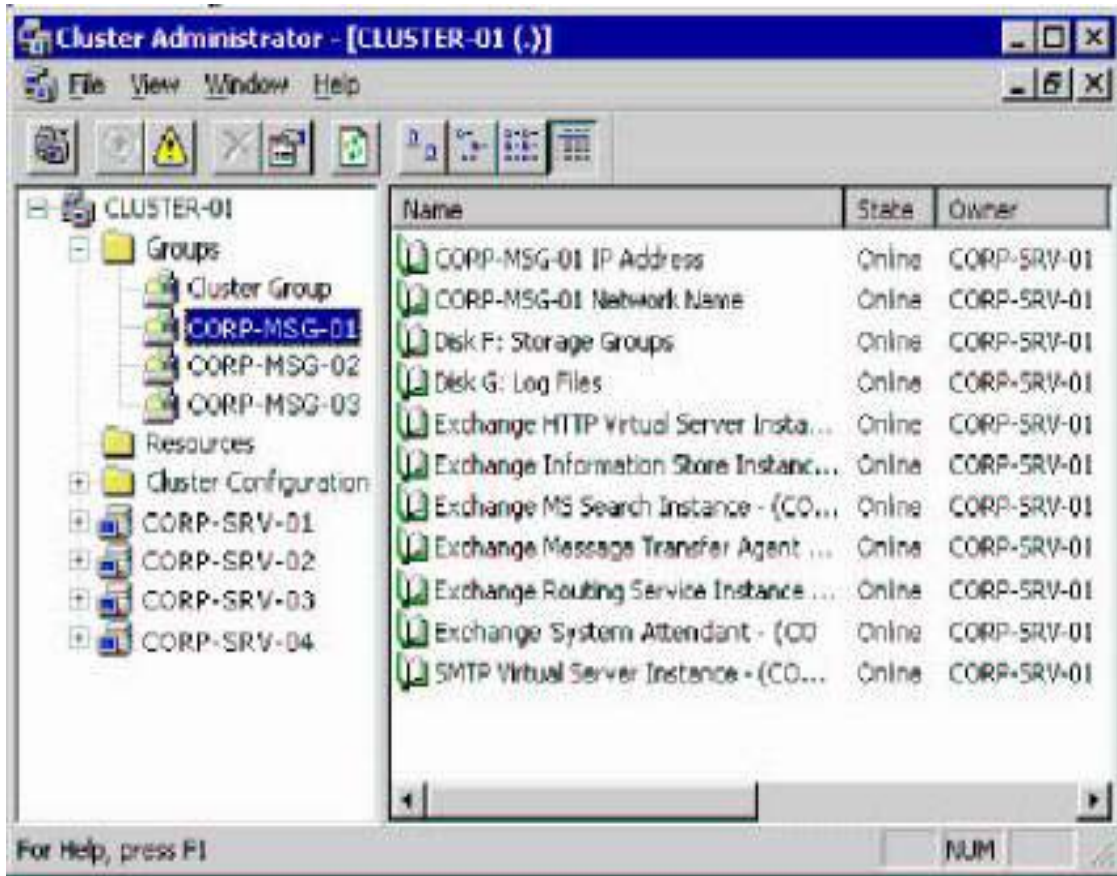 Cluster Administrator - [CLUSTER-01 (.)]
File View Window Help
CLUSTER-01
Groups
Cluster Group
CORP-MSG-01
CORP-MSG-02
CORP-MSG-03
Resources
Cluster Configuration
CORP-SRV-01
CORP-SRV-02
CORP-SRV-03
CORP-SRV-04
Name State Owner
CORP-MSG-01 IP Address Online CORP-SRV-01
CORP-MSG-01 Network Name Online CORP-SRV-01
Disk F: Storage Groups Online CORP-SRV-01
Disk G: Log Files Online CORP-SRV-01
Exchange HTTP Virtual Server Insta... Online CORP-SRV-01
Exchange Information Store Instanc... Online CORP-SRV-01
Exchange MS Search Instance - (CO... Online CORP-SRV-01
Exchange Message Transfer Agent ... Online CORP-SRV-01
Exchange Routing Service Instance ... Online CORP-SRV-01
Exchange System Attendant - (CO Online CORP-SRV-01
SMTP Virtual Server Instance - (CO... Online CORP-SRV-01
For Help, press F1
NUM